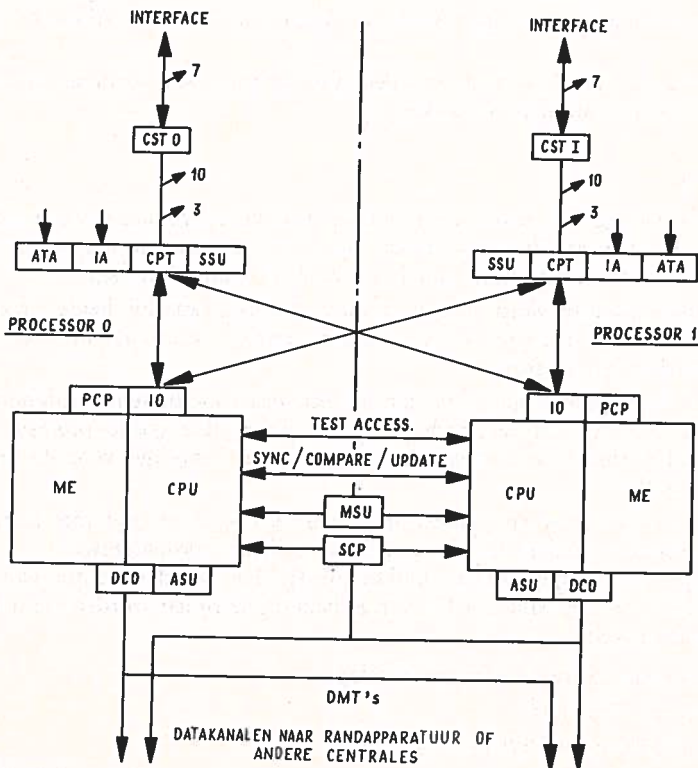 INTERFACE
INTERFACE
7
7
CST 0
CST I
10
10
3
3
ATA IA CPT SSU
SSU CPT IA ATA
PROCESSOR 0
PROCESSOR 1
PCP IO
IO PCP
TEST ACCESS.
SYNC/COMPARE/UPDATE
ME CPU
CPU ME
MSU
SCP
DCO ASU
ASU DCO
DMT's
DATAKANALEN NAAR RANDAPPARATUUR OF
ANDERE CENTRALES